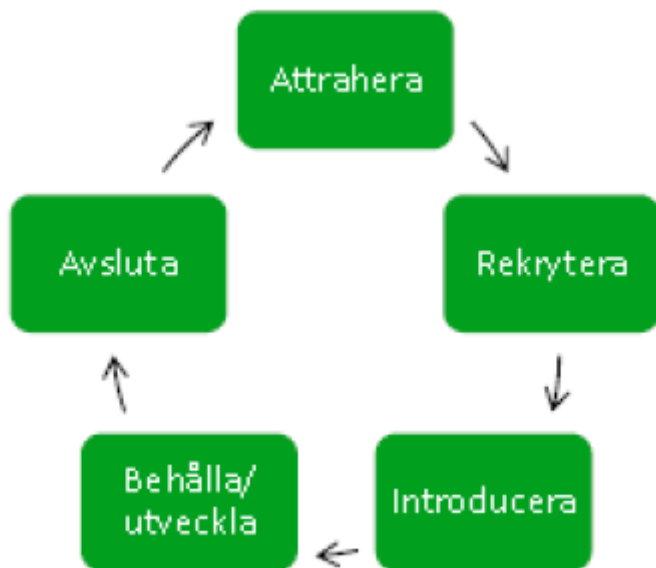 Attrahera
Rekrytera
Introducera
Behålla/
utveckla
Avsluta